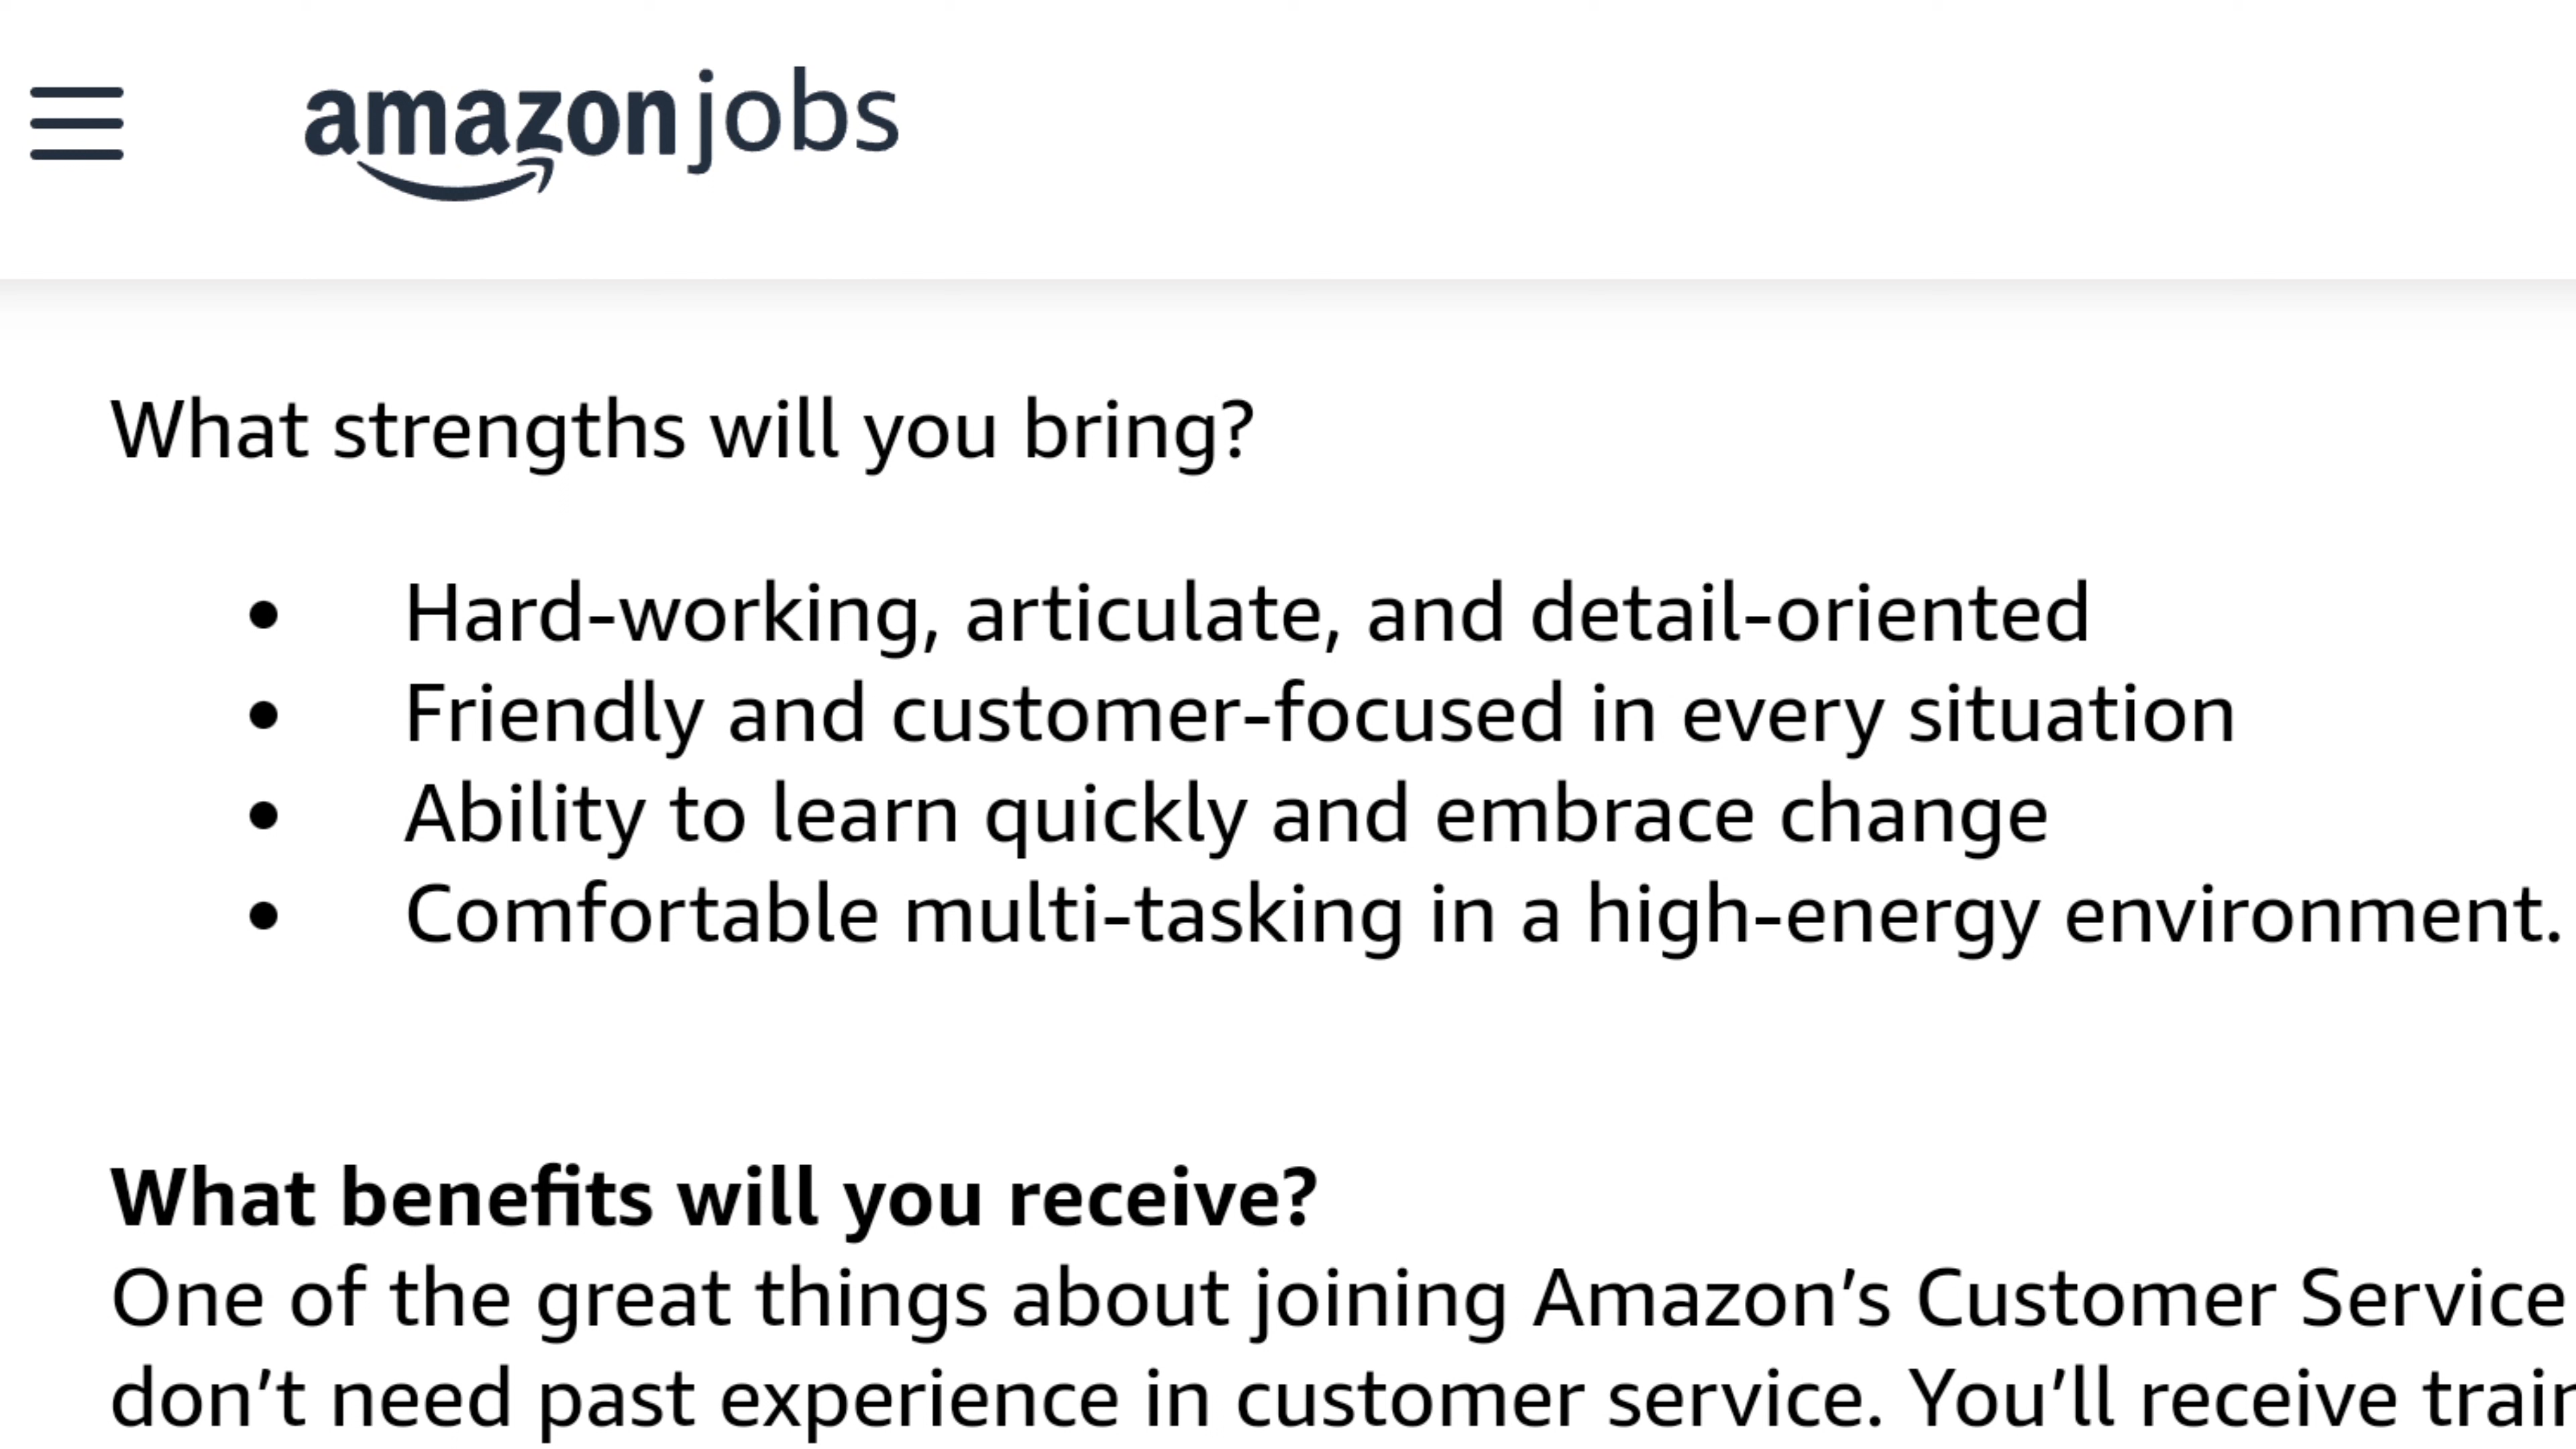 amazon jobs
What strengths will you bring?
• Hard-working, articulate, and detail-oriented
• Friendly and customer-focused in every situation
• Ability to learn quickly and embrace change
• Comfortable multi-tasking in a high-energy environment.
What benefits will you receive?
One of the great things about joining Amazon’s Customer Service
don’t need past experience in customer service. You’ll receive